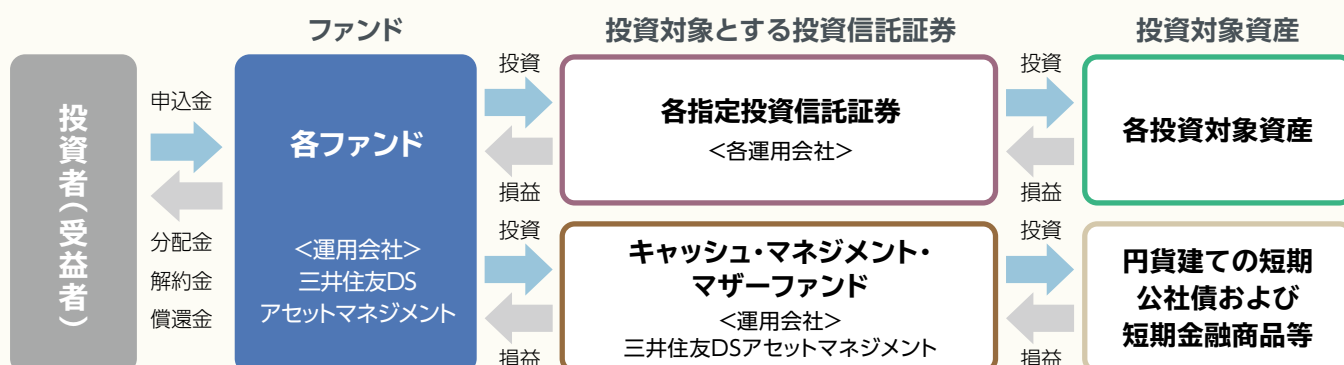 ファンド
投資対象とする投資信託証券
投資対象資産
投資者(受益者)
申込金
分配金
解約金
償還金
各ファンド
<運用会社>
三井住友DS
アセットマネジメント
投資
損益
各指定投資信託証券
<各運用会社>
投資
損益
各投資対象資産
投資
損益
キャッシュ・マネジメント・
マザーファンド
<運用会社>
三井住友DSアセットマネジメント
投資
損益
円貨建ての短期
公社債および
短期金融商品等